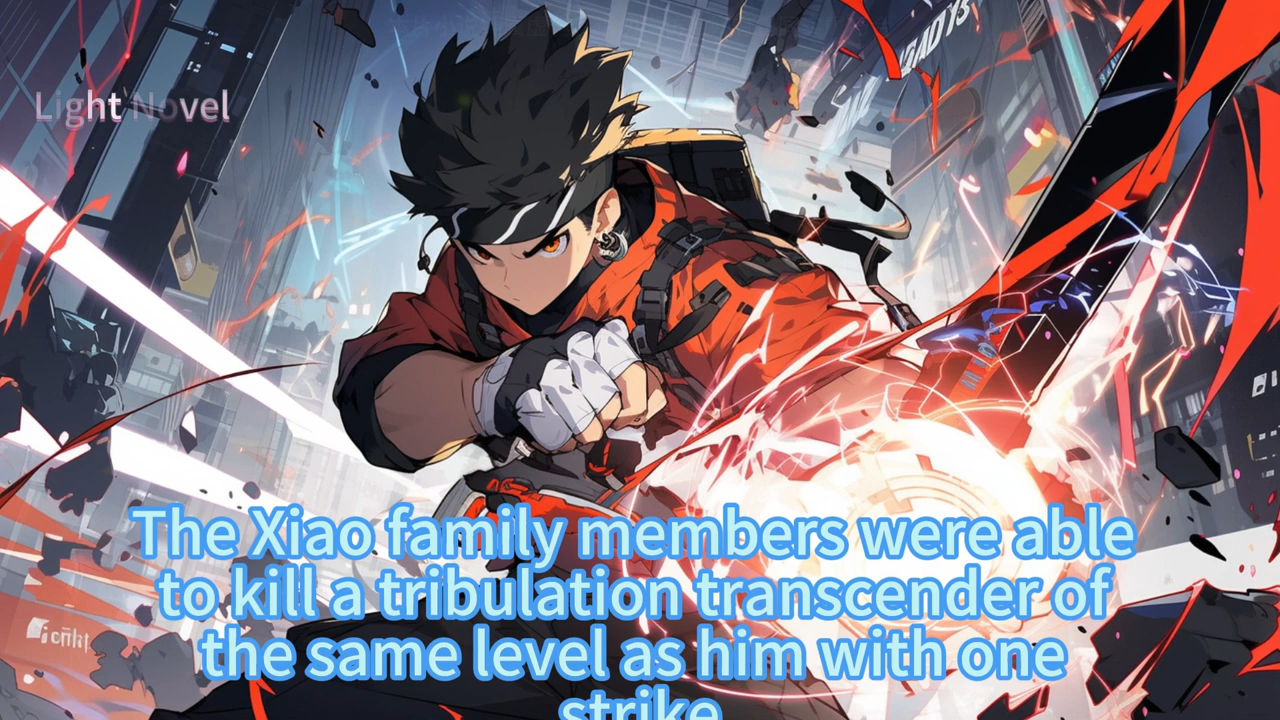 Light Novel
The Xiao family members were able
to kill a tribulation transcender of
the same level as him with one
strike